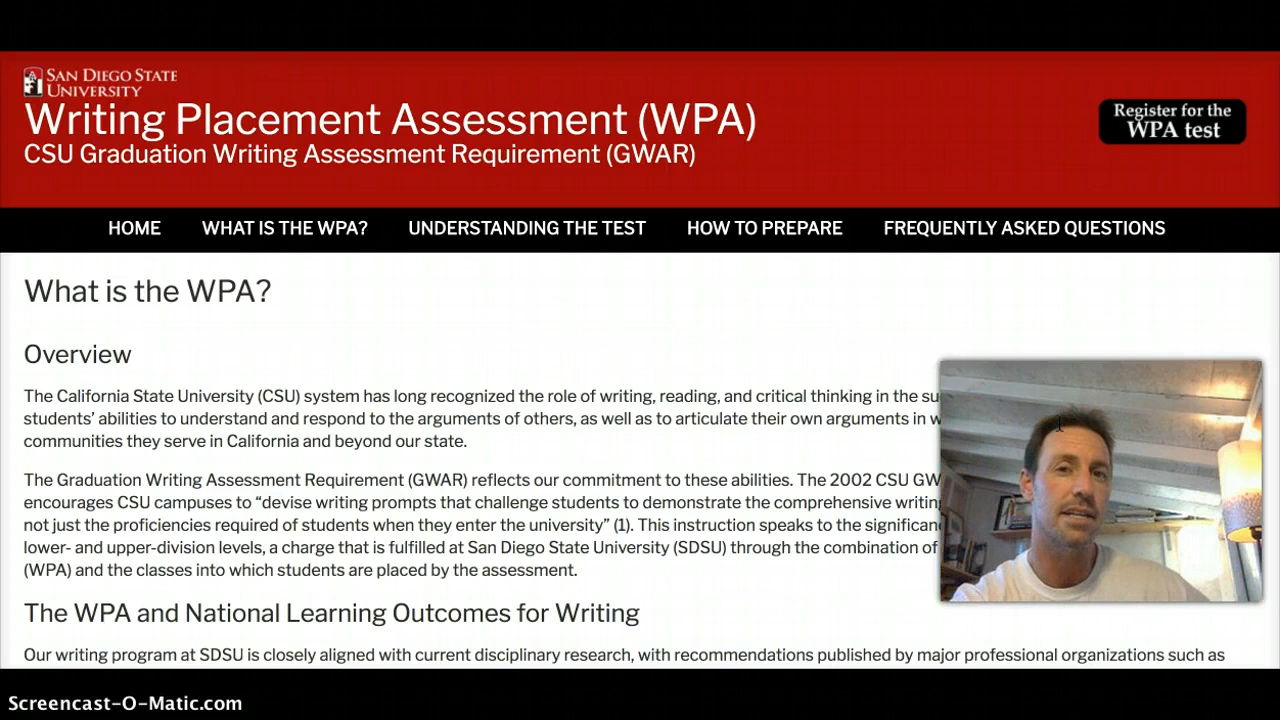 SAN DIEGO STATE
UNIVERSITY
Writing Placement Assessment (WPA)
CSU Graduation Writing Assessment Requirement (GWAR)
Register for the
WPA test
HOME WHAT IS THE WPA? UNDERSTANDING THE TEST HOW TO PREPARE FREQUENTLY ASKED QUESTIONS
What is the WPA?
Overview
The California State University (CSU) system has long recognized the role of writing, reading, and critical thinking in the
students' abilities to understand and respond to the arguments of others, as well as to articulate their own arguments in
communities they serve in California and beyond our state.
The Graduation Writing Assessment Requirement (GWAR) reflects our commitment to these abilities. The 2002 CSU
encourages CSU campuses to “devise writing prompts that challenge students to demonstrate the comprehensive writing
not just the proficiencies required of students when they enter the university” (1). This instruction speaks to the
lower- and upper-division levels, a charge that is fulfilled at San Diego State University (SDSU) through the combination of
(WPA) and the classes into which students are placed by the assessment.
The WPA and National Learning Outcomes for Writing
Our writing program at SDSU is closely aligned with current disciplinary research, with recommendations published by major professional organizations such as
Screencast-O-Matic.com